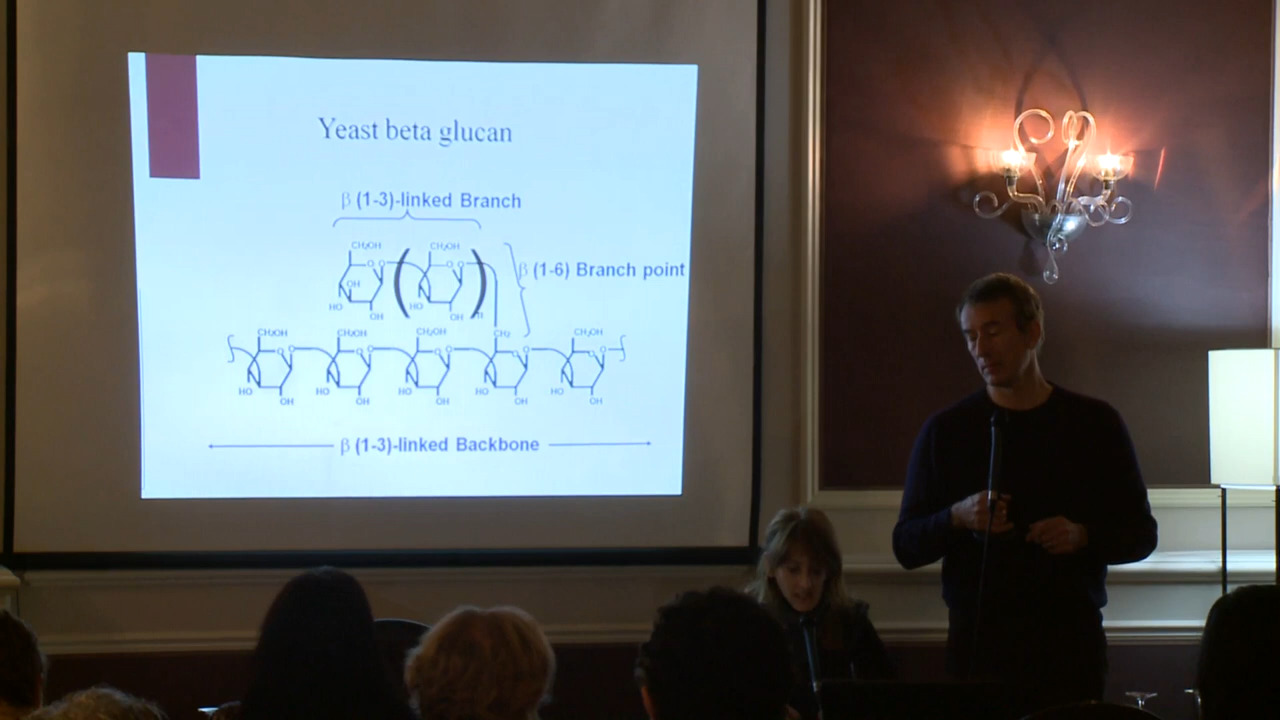 Yeast beta glucan
β (1-3)-linked Branch
CH₂OH CH₂OH
O O O O
OH
HO OH HO OH n
β (1-6) Branch point
CH₂OH CH₂OH CH₂OH CH₂ CH₂OH
O O O O O O O O O O
HO OH HO OH HO OH HO OH HO OH
β (1-3)-linked Backbone